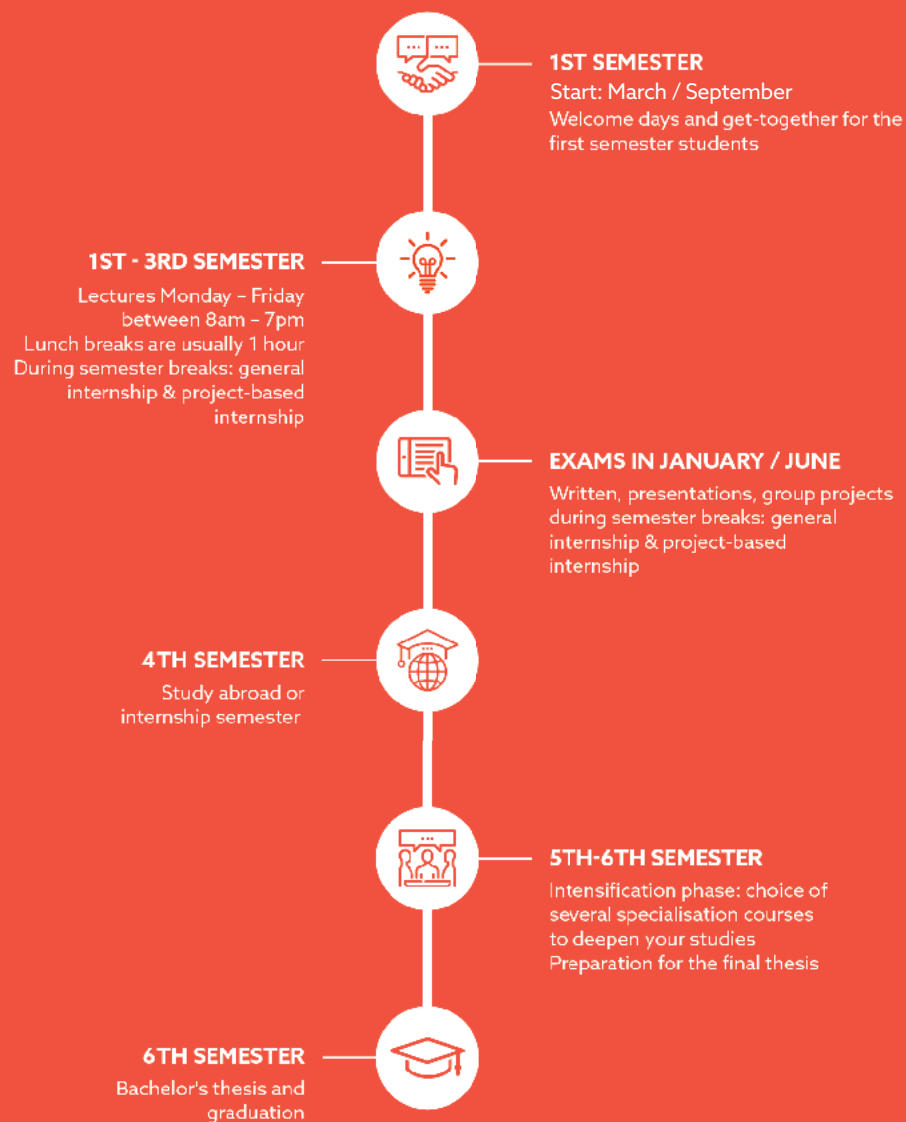 1ST SEMESTER
Start: March / September
Welcome days and get-together for the
first semester students
1ST - 3RD SEMESTER
Lectures Monday – Friday
between 8am – 7pm
Lunch breaks are usually 1 hour
During semester breaks: general
internship & project-based
internship
EXAMS IN JANUARY / JUNE
Written, presentations, group projects
during semester breaks: general
internship & project-based
internship
4TH SEMESTER
Study abroad or
internship semester
5TH-6TH SEMESTER
Intensification phase: choice of
several specialisation courses
to deepen your studies
Preparation for the final thesis
6TH SEMESTER
Bachelor's thesis and
graduation